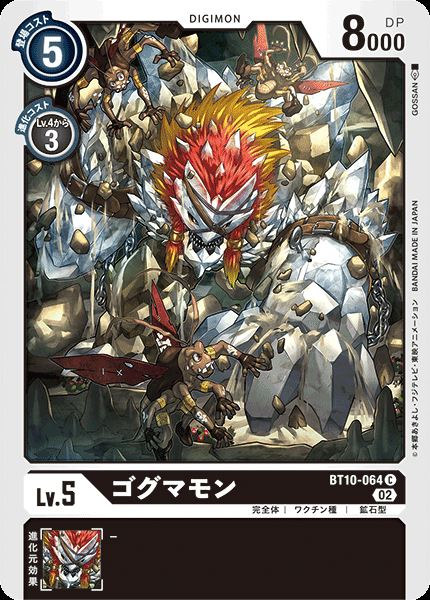 DIGIMON
登場コスト
5
8000
DP
進化コスト
Lv.4から
3
GOSSAN
© 本郷あきよし・フジテレビ・東映アニメーション BANDAI MADE IN JAPAN
BT10-064 C
02
Lv.5
ゴグマモン
完全体 | ワクチン種 | 鉱石型
進化元効果
-